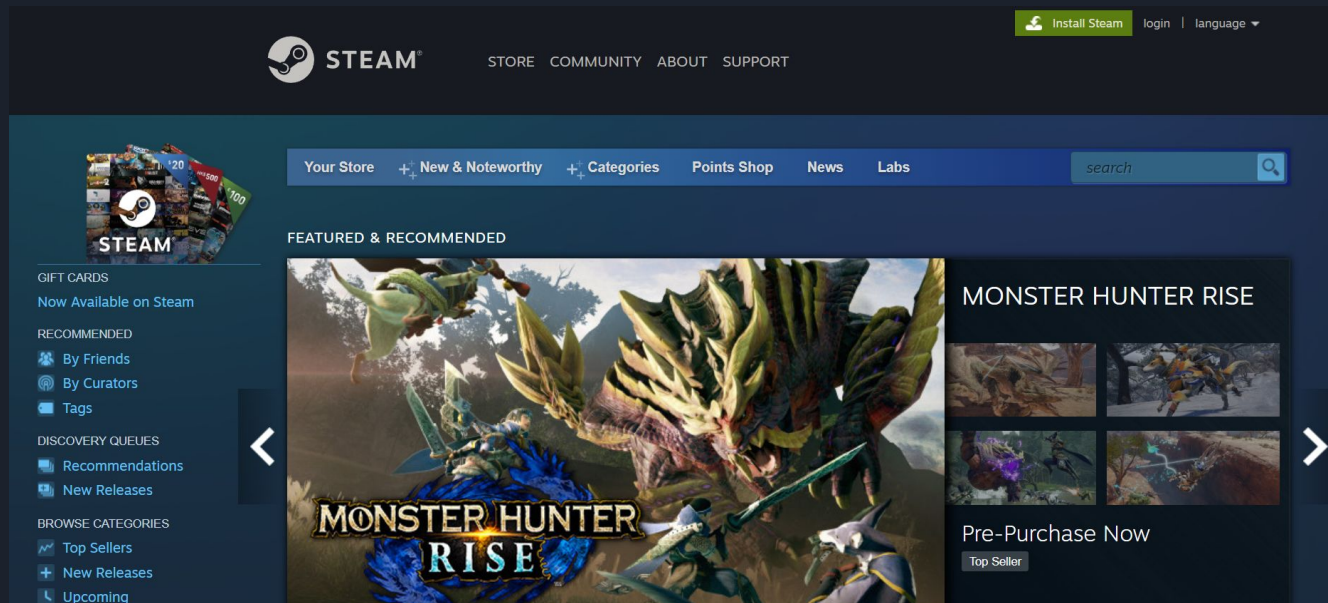 Install Steam login | language
STEAM®
STORE COMMUNITY ABOUT SUPPORT
$20
$100
STEAM
Your Store New & Noteworthy Categories Points Shop News Labs search
FEATURED & RECOMMENDED
GIFT CARDS
Now Available on Steam
RECOMMENDED
By Friends
By Curators
Tags
DISCOVERY QUEUES
Recommendations
New Releases
BROWSE CATEGORIES
Top Sellers
New Releases
Upcoming
MONSTER HUNTER
RISE
MONSTER HUNTER RISE
Pre-Purchase Now
Top Seller